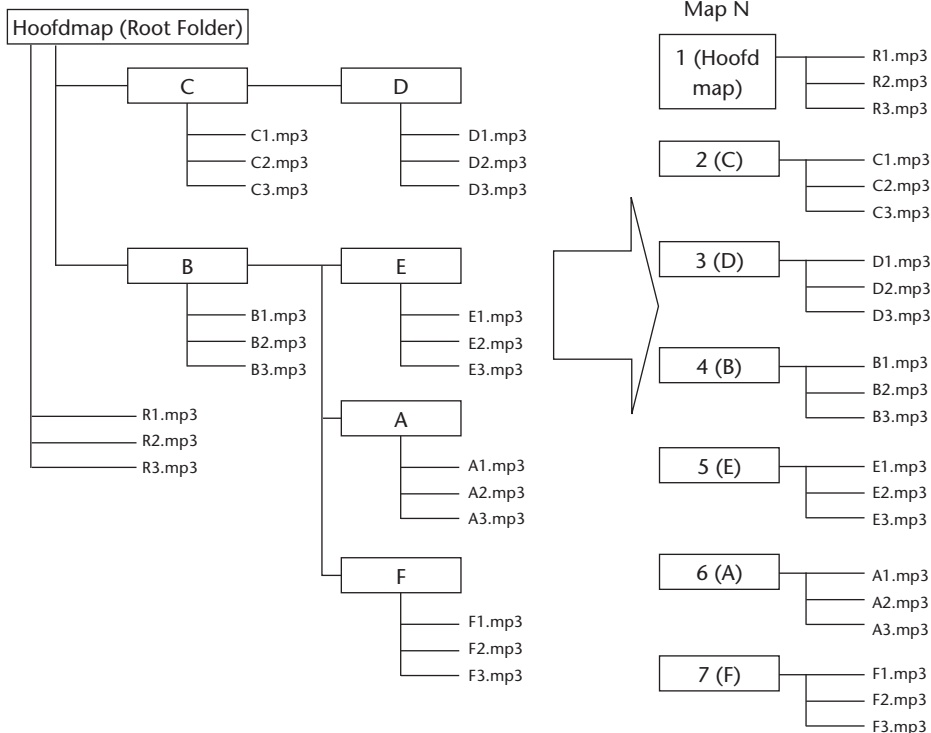 Hoofdmap (Root Folder)
C
C1.mp3
C2.mp3
C3.mp3
D
D1.mp3
D2.mp3
D3.mp3
B
B1.mp3
B2.mp3
B3.mp3
E
E1.mp3
E2.mp3
E3.mp3
A
A1.mp3
A2.mp3
A3.mp3
F
F1.mp3
F2.mp3
F3.mp3
R1.mp3
R2.mp3
R3.mp3
Map N
1 (Hoofd
map)
R1.mp3
R2.mp3
R3.mp3
2 (C)
C1.mp3
C2.mp3
C3.mp3
3 (D)
D1.mp3
D2.mp3
D3.mp3
4 (B)
B1.mp3
B2.mp3
B3.mp3
5 (E)
E1.mp3
E2.mp3
E3.mp3
6 (A)
A1.mp3
A2.mp3
A3.mp3
7 (F)
F1.mp3
F2.mp3
F3.mp3